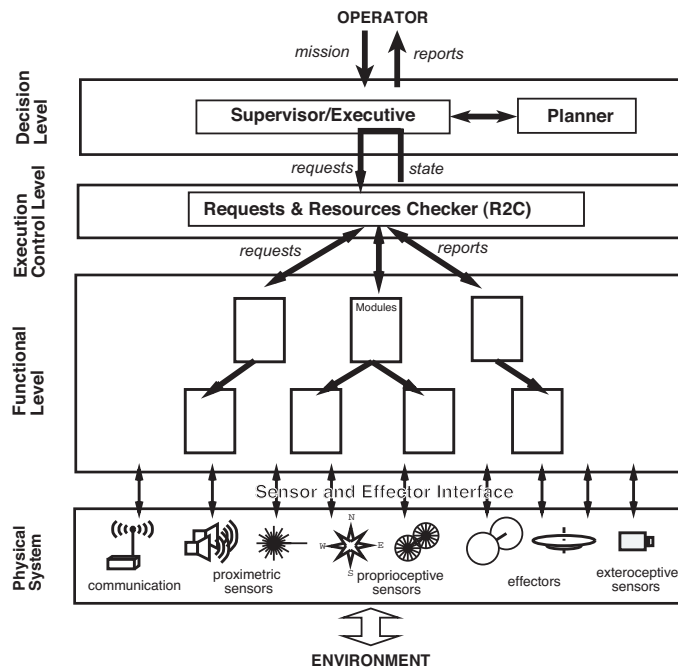 OPERATOR
mission
reports
Decision
Level
Supervisor/Executive
Planner
requests
state
Execution
Control Level
Requests & Resources Checker (R2C)
requests
reports
Functional
Level
Modules
Sensor and Effector Interface
Physical
System
N
W
E
S
communication
proximetric
sensors
proprioceptive
sensors
effectors
exteroceptive
sensors
ENVIRONMENT